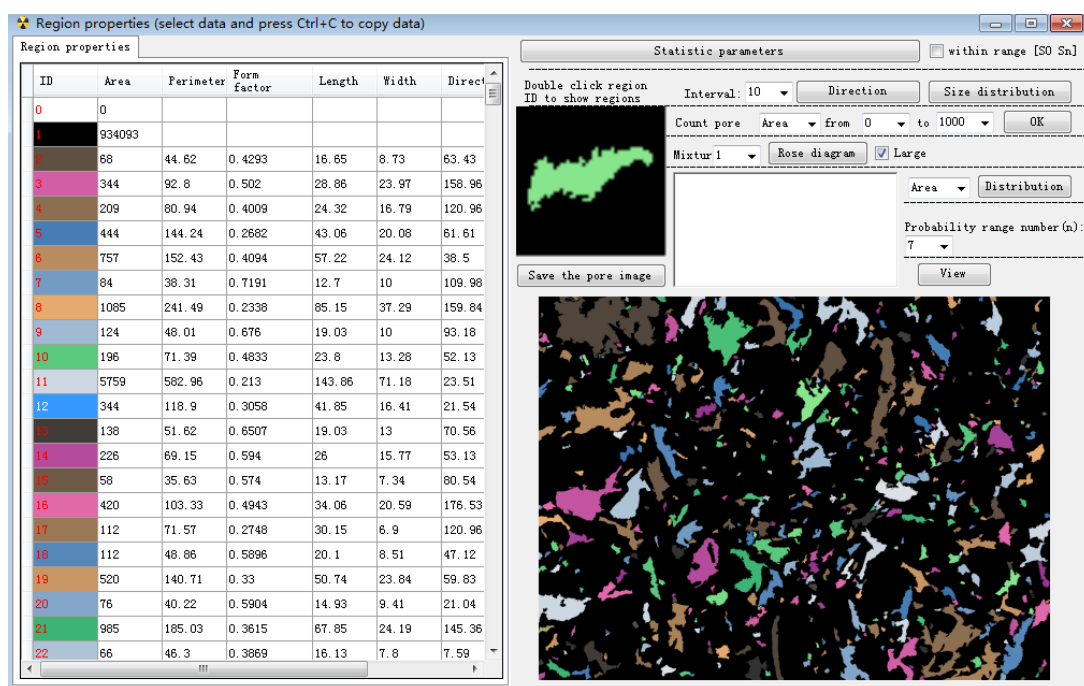 Region properties (select data and press Ctrl+C to copy data)
Region properties
ID Area Perimeter Form factor Length Width Direct
0 0
1 934093
2 68 44.62 0.4293 16.65 8.73 63.43
3 344 92.8 0.502 28.86 23.97 158.96
4 209 80.94 0.4009 24.32 16.79 120.96
5 444 144.24 0.2682 43.06 20.08 61.61
6 757 152.43 0.4094 57.22 24.12 38.5
7 84 38.31 0.7191 12.7 10 109.98
8 1085 241.49 0.2338 85.15 37.29 159.84
9 124 48.01 0.676 19.03 10 93.18
10 196 71.39 0.4833 23.8 13.28 52.13
11 5759 582.96 0.213 143.86 71.18 23.51
12 344 118.9 0.3058 41.85 16.41 21.54
13 138 51.62 0.6507 19.03 13 70.56
14 226 69.15 0.594 26 15.77 53.13
15 58 35.63 0.574 13.17 7.34 80.54
16 420 103.33 0.4943 34.06 20.59 176.53
17 112 71.57 0.2748 30.15 6.9 120.96
18 112 48.86 0.5896 20.1 8.51 47.12
19 520 140.71 0.33 50.74 23.84 59.83
20 76 40.22 0.5904 14.93 9.41 21.04
21 985 185.03 0.3615 67.85 24.19 145.36
22 66 46.3 0.3869 16.13 7.8 7.59
Statistic parameters within range [S0 Sn]
Double click region
ID to show regions
Interval: 10 Direction Size distribution
Count pore Area from 0 to 1000 OK
Mixtur 1 Rose diagram Large
Area Distribution
Probability range number(n):
7
Save the pore image
View